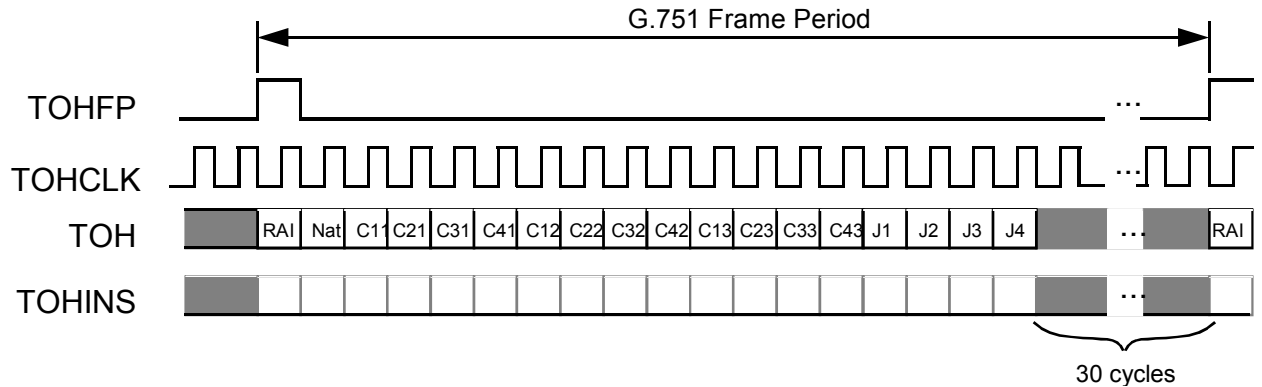 G.751 Frame Period
TOHFP
...
TOHCLK
...
TOH RAI Nat C11 C21 C31 C41 C12 C22 C32 C42 C13 C23 C33 C43 J1 J2 J3 J4 ... RAI
TOHINS
...
30 cycles